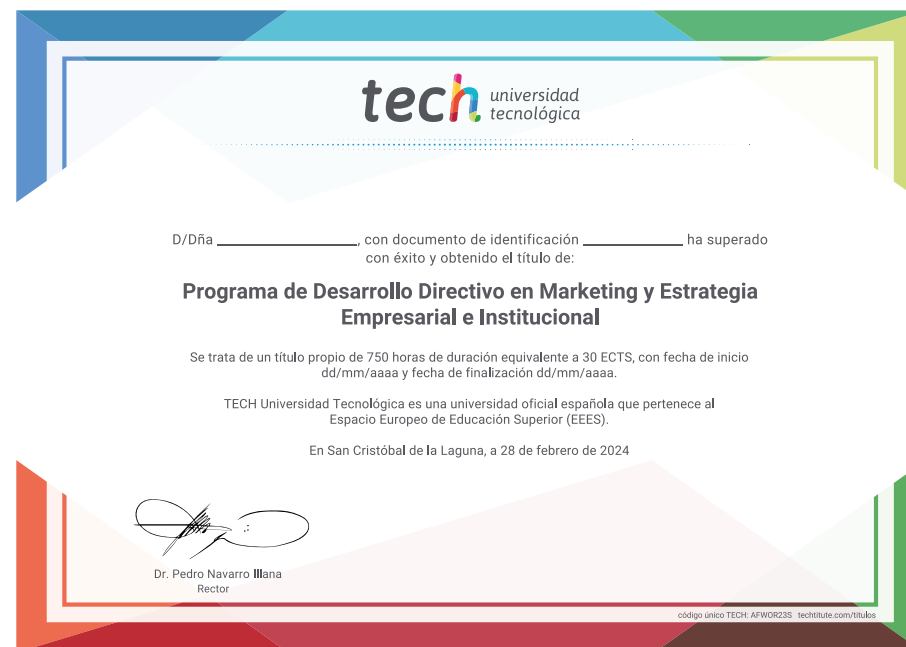 tech universidad
tecnológica
D/Dña ____________________, con documento de identificación ______________ ha superado
con éxito y obtenido el título de:
Programa de Desarrollo Directivo en Marketing y Estrategia
Empresarial e Institucional
Se trata de un título propio de 750 horas de duración equivalente a 30 ECTS, con fecha de inicio
dd/mm/aaaa y fecha de finalización dd/mm/aaaa.
TECH Universidad Tecnológica es una universidad oficial española que pertenece al
Espacio Europeo de Educación Superior (EEES).
En San Cristóbal de la Laguna, a 28 de febrero de 2024
Dr. Pedro Navarro Illana
Rector
código único TECH: AFWOR23S techtitute.com/titulos